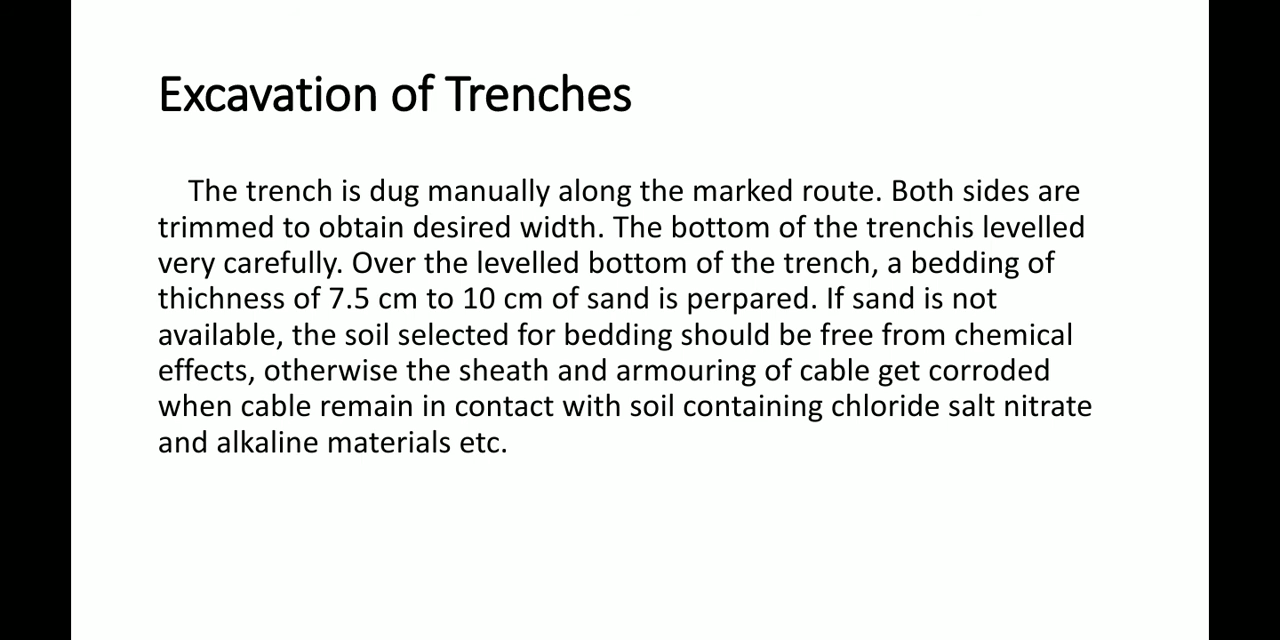 Excavation of Trenches
The trench is dug manually along the marked route. Both sides are
trimmed to obtain desired width. The bottom of the trenchis levelled
very carefully. Over the levelled bottom of the trench, a bedding of
thichness of 7.5 cm to 10 cm of sand is perpared. If sand is not
available, the soil selected for bedding should be free from chemical
effects, otherwise the sheath and armouring of cable get corroded
when cable remain in contact with soil containing chloride salt nitrate
and alkaline materials etc.